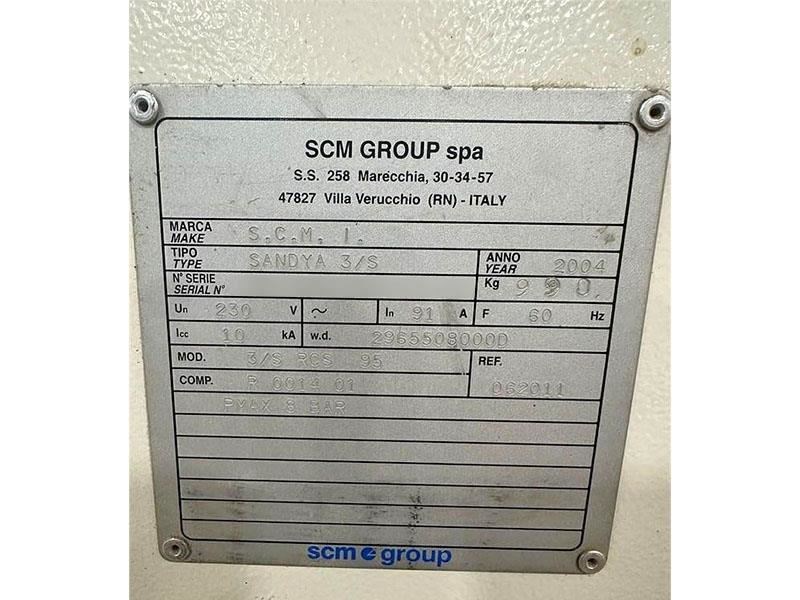 SCM GROUP spa
S.S. 258 Marecchia, 30-34-57
47827 Villa Verucchio (RN) - ITALY
MARCA
MAKE S.C.M. I.
TIPO
TYPE SANDYA 3/S
ANNO
YEAR 2004
N° SERIE
SERIAL N°
Kg 990.
Un 230 V ~ In 91 A F 60 Hz
Icc 10 kA w.d. 2965508000D
MOD. 3/S RCS 95
REF. 062011
COMP. R 0014 01
PMAX 8 BAR
scm group